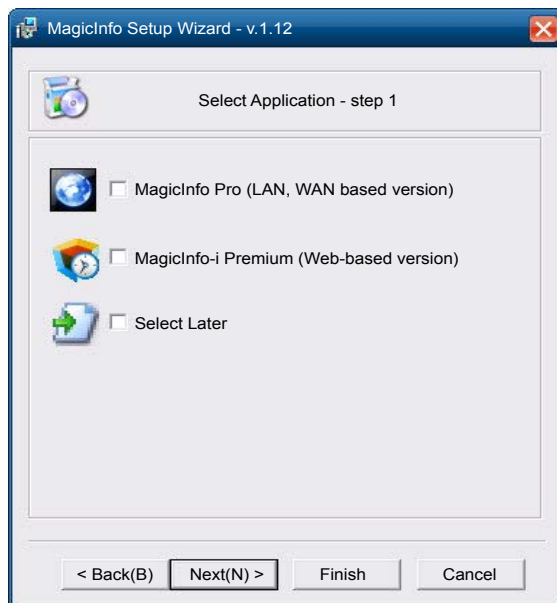 MagicInfo Setup Wizard - v.1.12
Select Application - step 1
MagicInfo Pro (LAN, WAN based version)
MagicInfo-i Premium (Web-based version)
Select Later
< Back(B) Next(N) > Finish Cancel